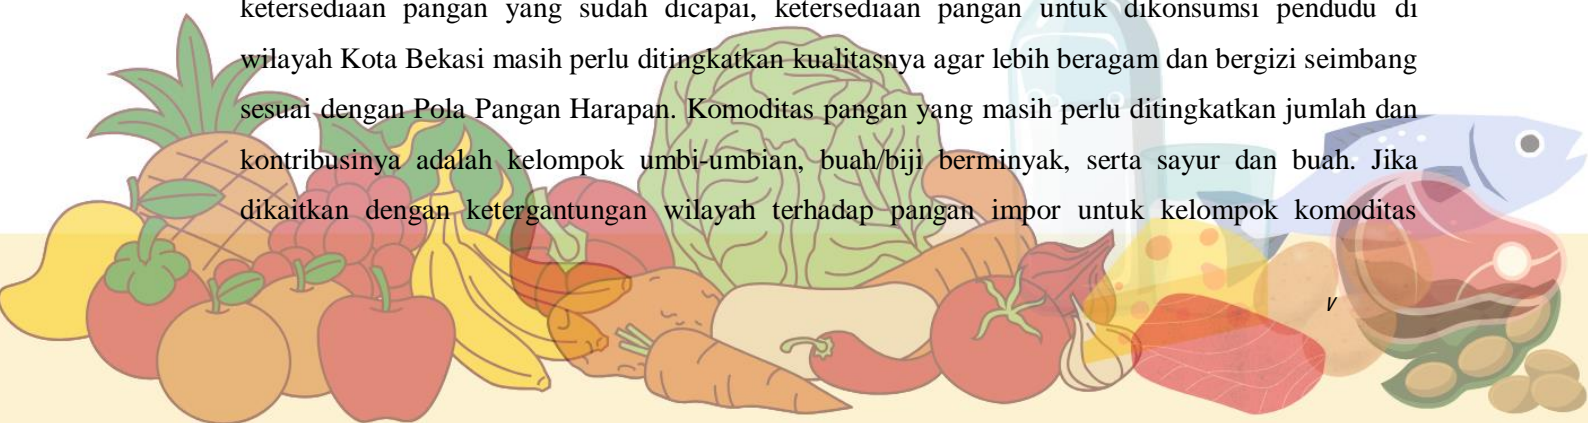 ketersediaan pangan yang sudah dicapai, ketersediaan pangan untuk dikonsumsi pendudu di
wilayah Kota Bekasi masih perlu ditingkatkan kualitasnya agar lebih beragam dan bergizi seimbang
sesuai dengan Pola Pangan Harapan. Komoditas pangan yang masih perlu ditingkatkan jumlah dan
kontribusinya adalah kelompok umbi-umbian, buah/biji berminyak, serta sayur dan buah. Jika
dikaitkan dengan ketergantungan wilayah terhadap pangan impor untuk kelompok komoditas
v